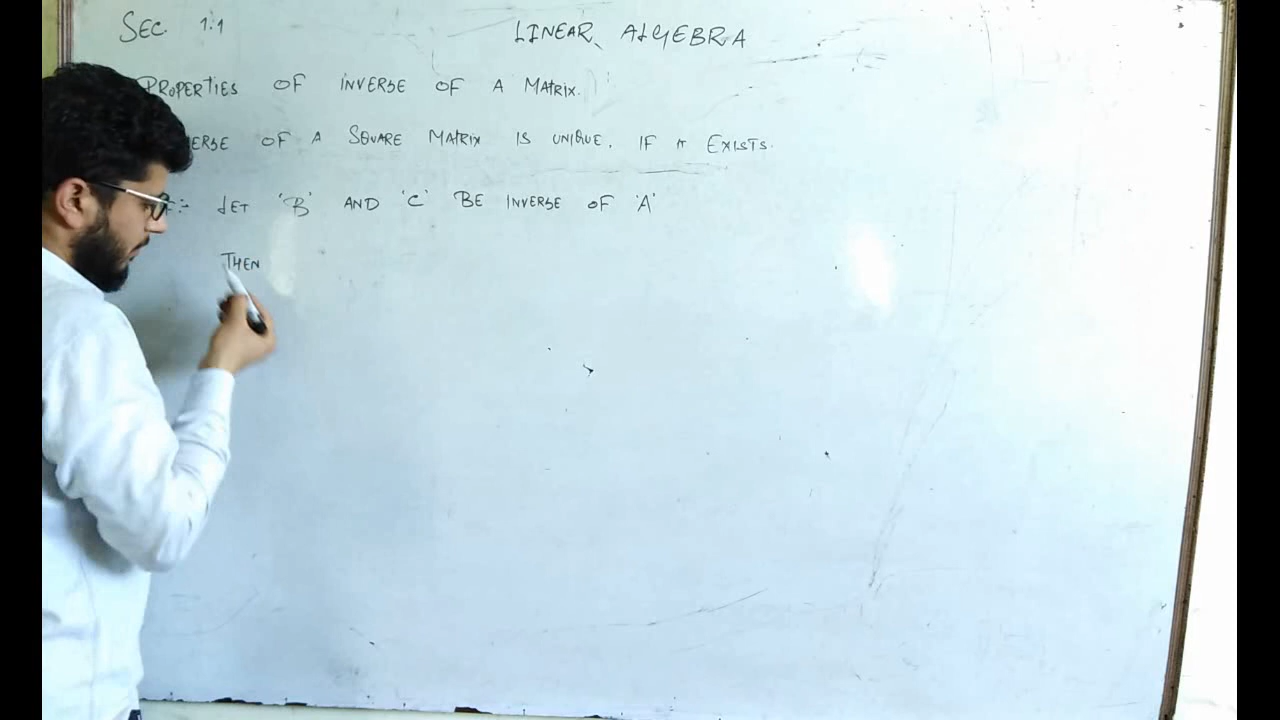 SEC 1.1 LINEAR ALGEBRA
PROPERTIES OF INVERSE OF A MATRIX.
OF A SQUARE MATRIX IS UNIQUE. IF IT EXISTS.
LET 'B' AND 'C' BE INVERSE OF 'A'
THEN